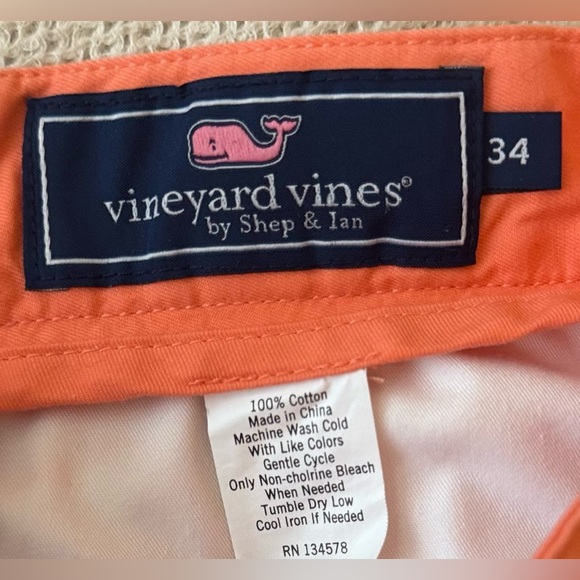 vineyard vines®
by Shep & Ian
34
100% Cotton
Made in China
Machine Wash Cold
With Like Colors
Gentle Cycle
Only Non-cholrine Bleach
When Needed
Tumble Dry Low
Cool Iron If Needed
RN 134578